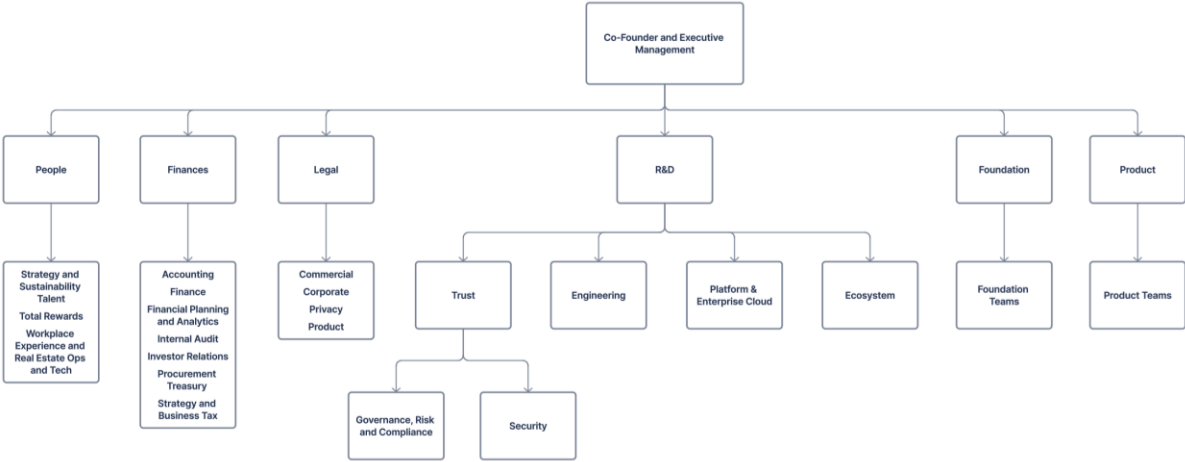 Co-Founder and Executive
Management
People
Finances
Legal
R&D
Foundation
Product
Strategy and
Sustainability
Talent
Total Rewards
Workplace
Experience and
Real Estate Ops
and Tech
Accounting
Finance
Financial Planning
and Analytics
Internal Audit
Investor Relations
Procurement
Treasury
Strategy and
Business Tax
Commercial
Corporate
Privacy
Product
Trust
Engineering
Platform &
Enterprise Cloud
Ecosystem
Foundation
Teams
Product Teams
Governance, Risk
and Compliance
Security